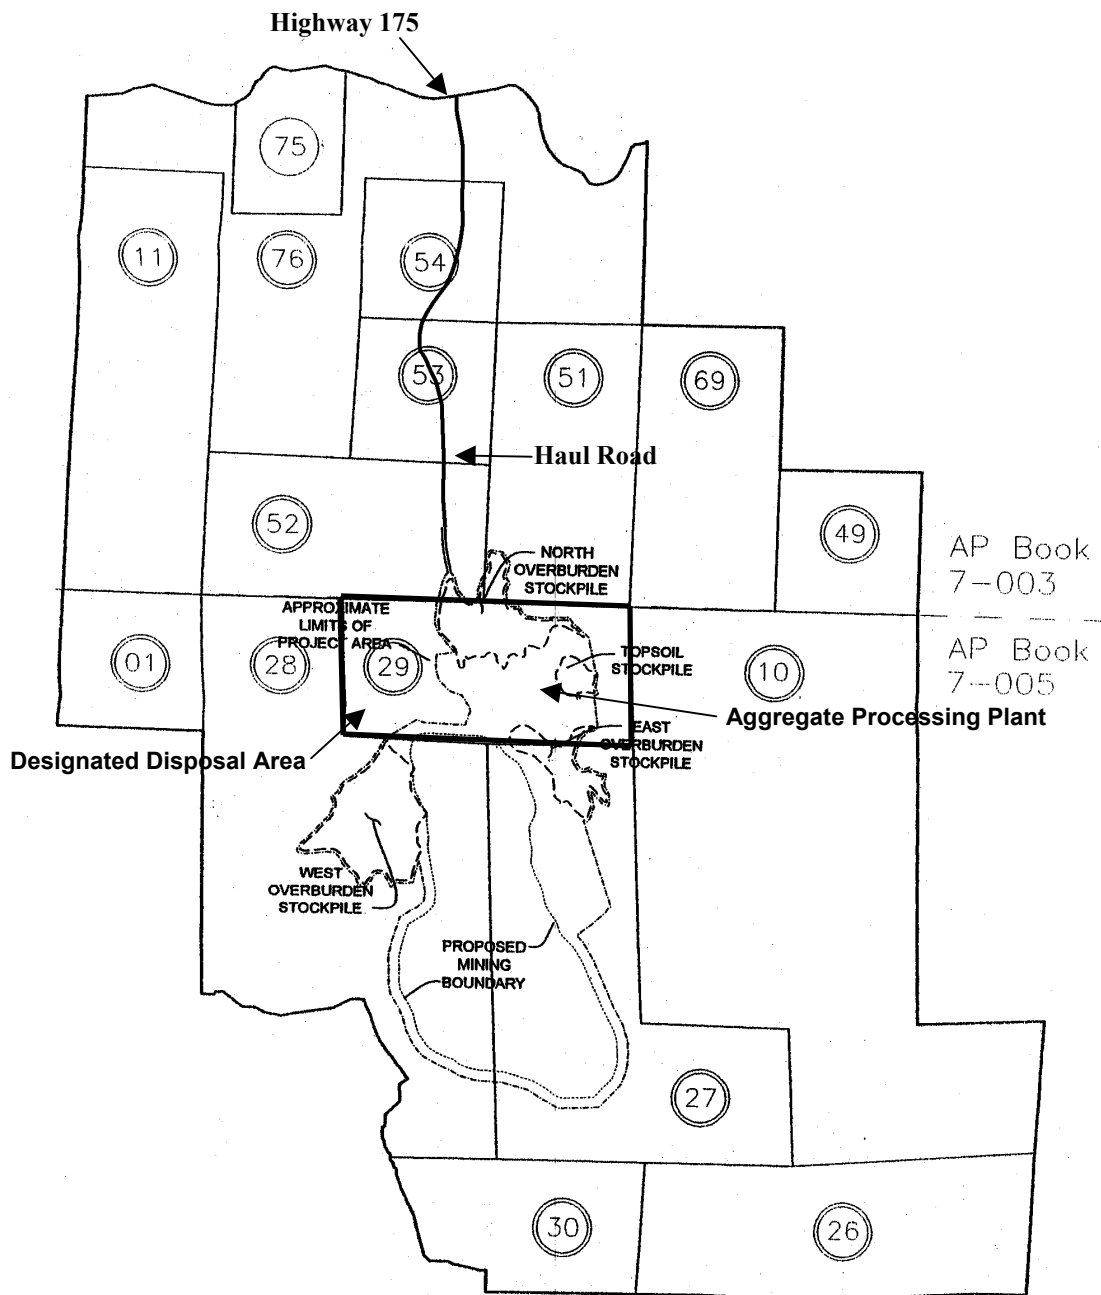 Highway 175
75
11
76
54
53
51
69
Haul Road
52
49
NORTH
OVERBURDEN
STOCKPILE
AP Book
7-003
APPROXIMATE
LIMITS OF
PROJECT AREA
01
28
29
TOPSOIL
STOCKPILE
10
AP Book
7-005
Aggregate Processing Plant
EAST
OVERBURDEN
STOCKPILE
Designated Disposal Area
WEST
OVERBURDEN
STOCKPILE
PROPOSED
MINING
BOUNDARY
27
30
26